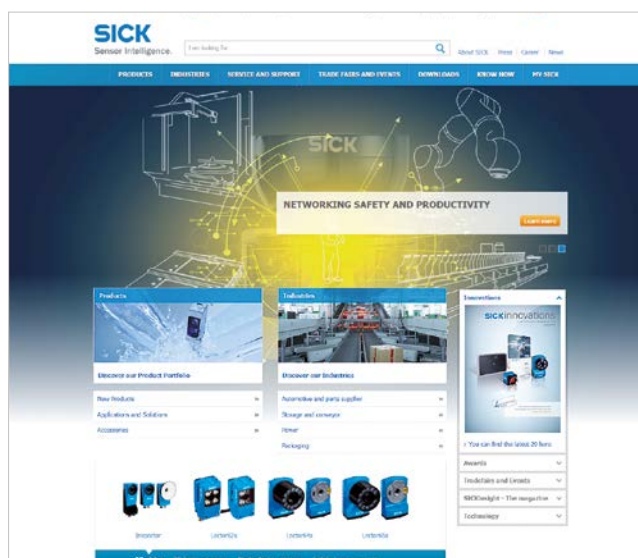 SICK
Sensor Intelligence.
I am looking for
About SICK Press Career News
PRODUCTS INDUSTRIES SERVICE AND SUPPORT TRADE FAIRS AND EVENTS DOWNLOADS KNOW HOW MY SICK
SICK
NETWORKING SAFETY AND PRODUCTIVITY
Learn more
Products
Industries
Innovations
SICKinnovations
Discover our Product Portfolio
Discover our Industries
New Products
Applications and Solutions
Accessories
Automotive and parts supplier
Storage and conveyor
Power
Packaging
› You can find the latest 20 here
Awards
Tradefairs and Events
SICKinsight - The magazine
Technology
Inspector
Lector62x
Lector64x
Lector65x